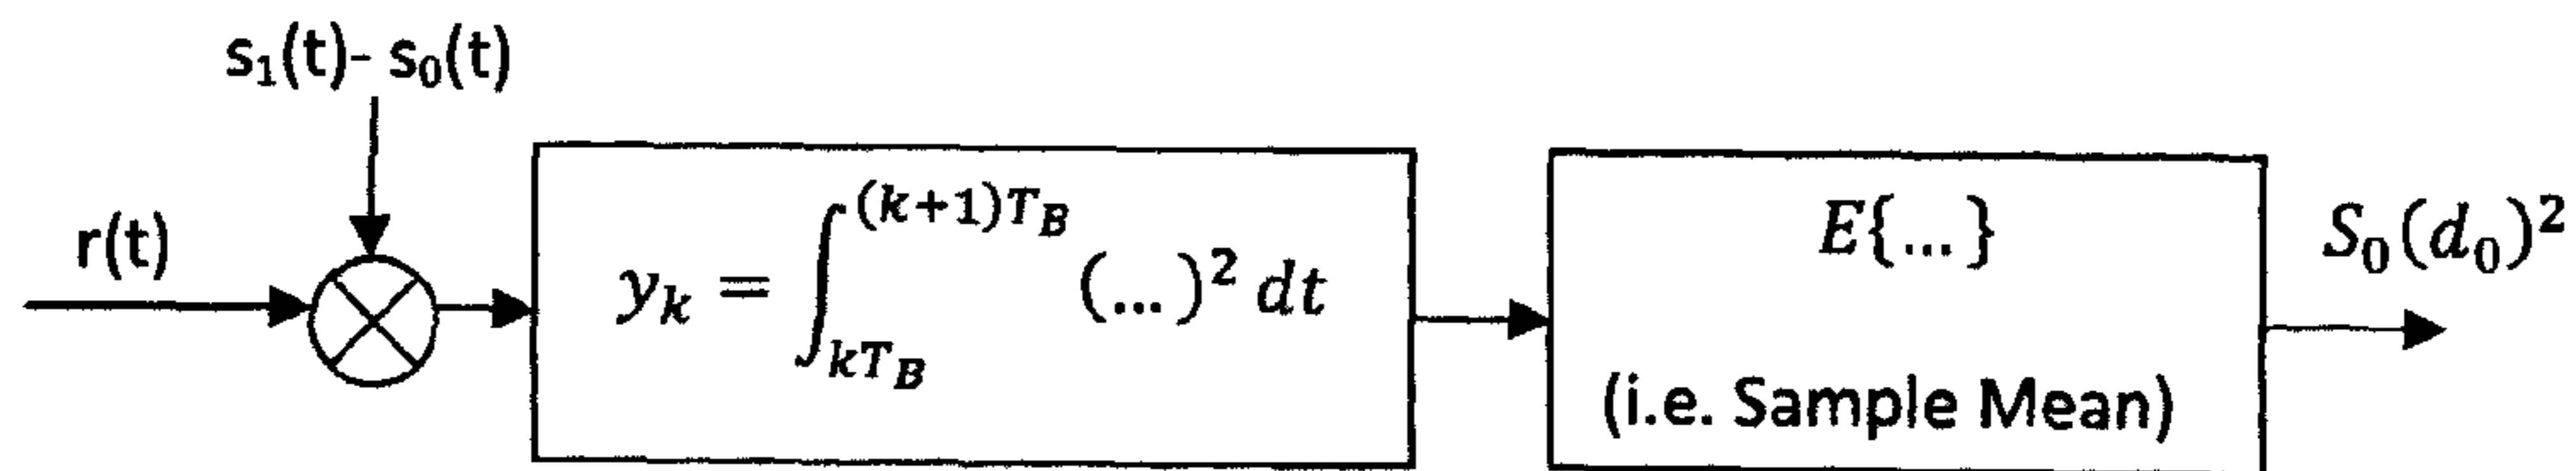 s₁(t)- s₀(t)
r(t)
y_k = ∫_{kT_B}^{(k+1)T_B} (...)² dt
E{...}
(i.e. Sample Mean)
S₀(d₀)²